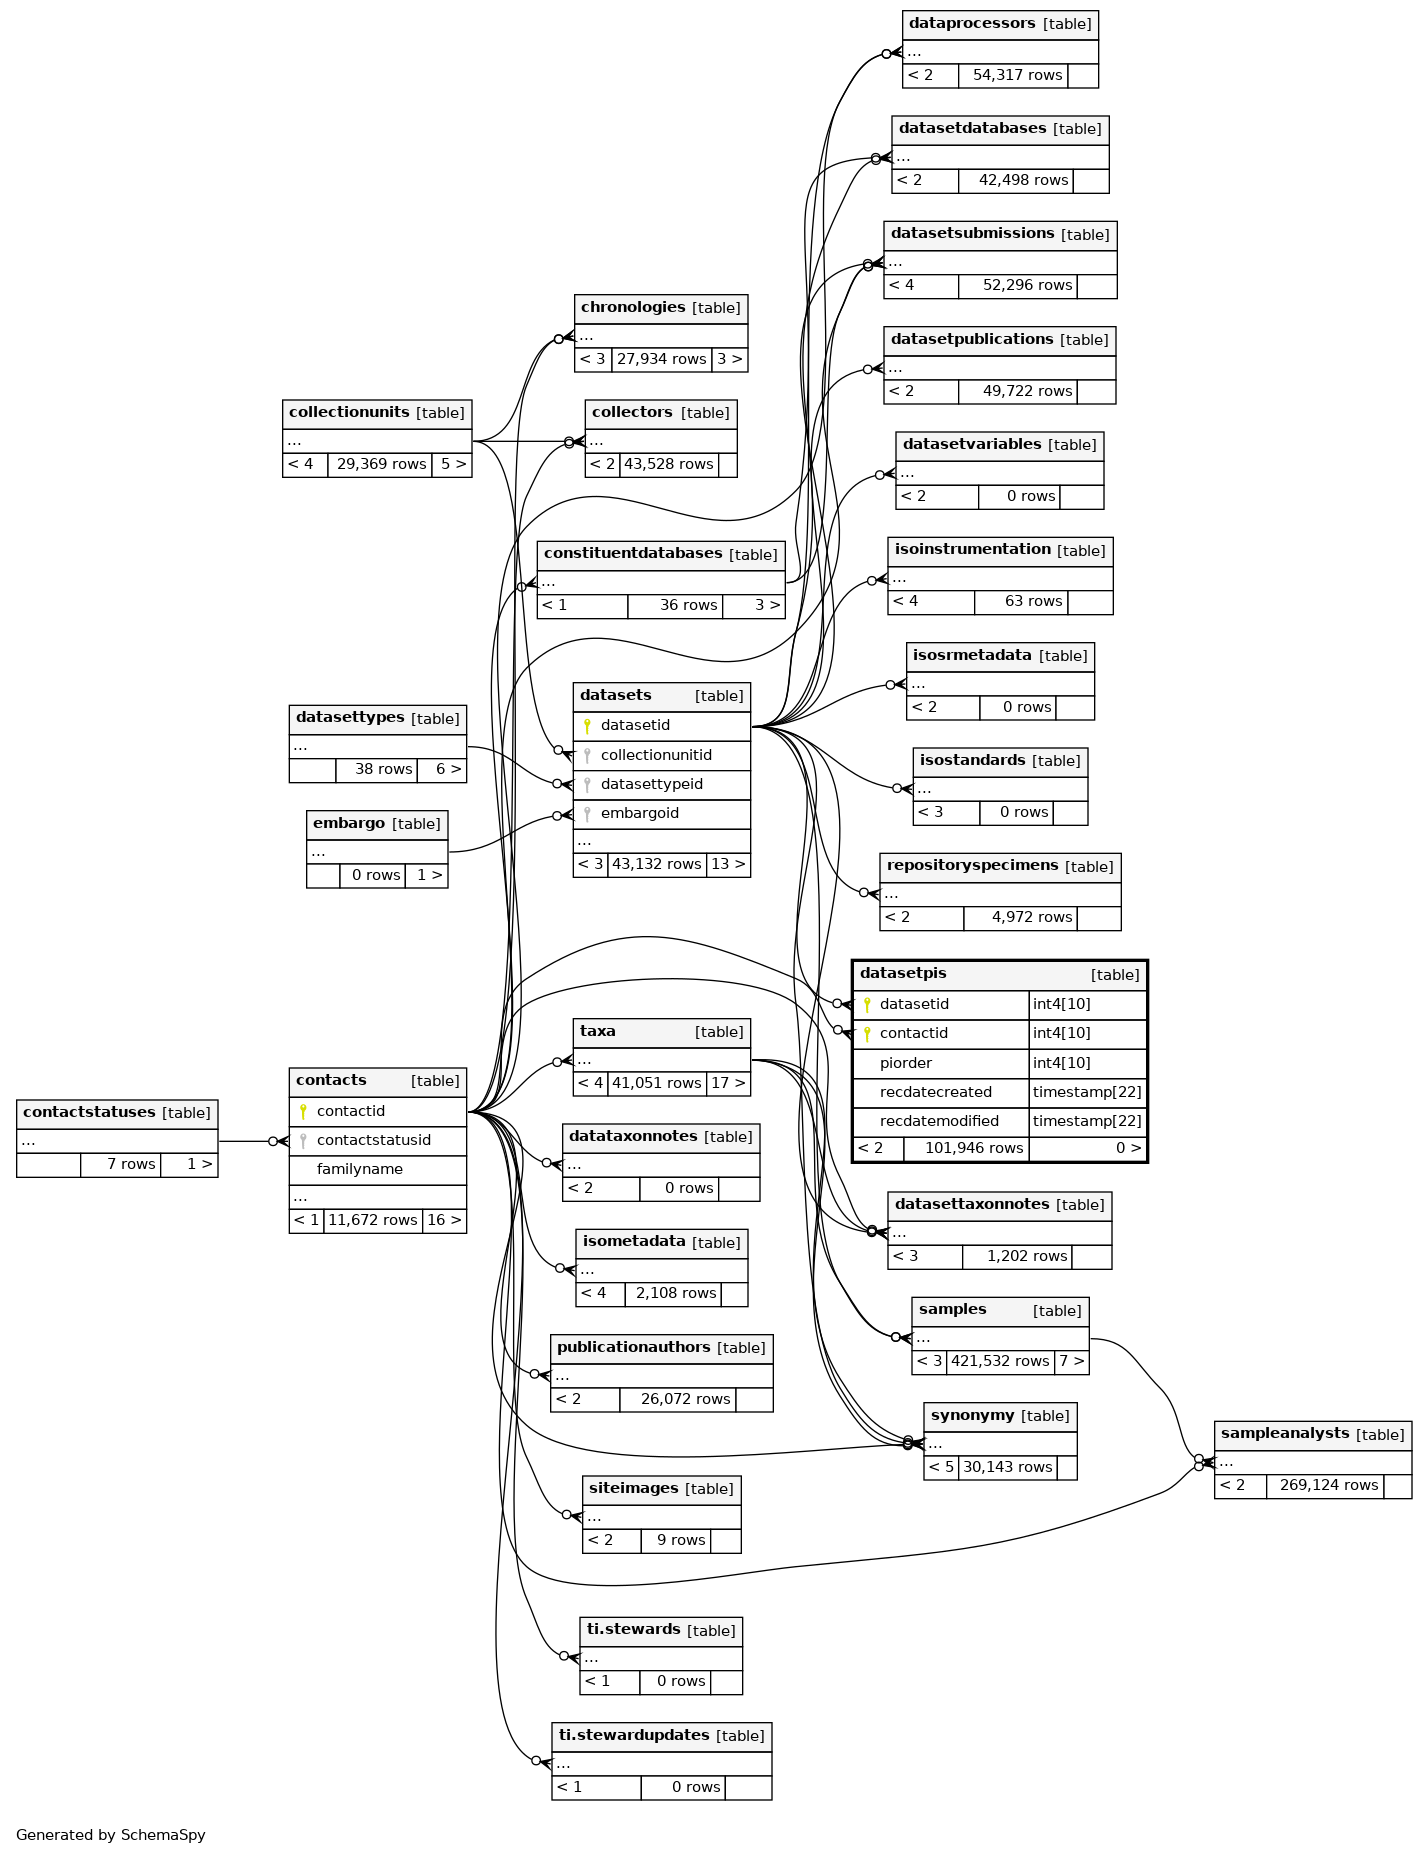 dataprocessors [table]
...
< 2 54,317 rows
datasetdatabases [table]
...
< 2 42,498 rows
datasetsubmissions [table]
...
< 4 52,296 rows
chronologies [table]
...
< 3 27,934 rows 3 >
datasetpublications [table]
...
< 2 49,722 rows
collectionunits [table]
...
< 4 29,369 rows 5 >
collectors [table]
...
< 2 43,528 rows
datasetvariables [table]
...
< 2 0 rows
constituentdatabases [table]
...
< 1 36 rows 3 >
isoinstrumentation [table]
...
< 4 63 rows
isosrmetadata [table]
...
< 2 0 rows
datasettypes [table]
...
38 rows 6 >
datasets [table]
datasetid
collectionunitid
datasettypeid
embargoid
...
< 3 43,132 rows 13 >
isostandards [table]
...
< 3 0 rows
embargo [table]
...
0 rows 1 >
repositoryspecimens [table]
...
< 2 4,972 rows
datasetpis [table]
datasetid int4[10]
contactid int4[10]
piorder int4[10]
recdatecreated timestamp[22]
recdatemodified timestamp[22]
< 2 101,946 rows 0 >
taxa [table]
...
< 4 41,051 rows 17 >
contactstatuses [table]
...
7 rows 1 >
contacts [table]
contactid
contactstatusid
familyname
...
< 1 11,672 rows 16 >
datataxonnotes [table]
...
< 2 0 rows
datasettaxonnotes [table]
...
< 3 1,202 rows
isometadata [table]
...
< 4 2,108 rows
samples [table]
...
< 3 421,532 rows 7 >
publicationauthors [table]
...
< 2 26,072 rows
synonymy [table]
...
< 5 30,143 rows
sampleanalysts [table]
...
< 2 269,124 rows
siteimages [table]
...
< 2 9 rows
ti.stewards [table]
...
< 1 0 rows
ti.stewardupdates [table]
...
< 1 0 rows
Generated by SchemaSpy